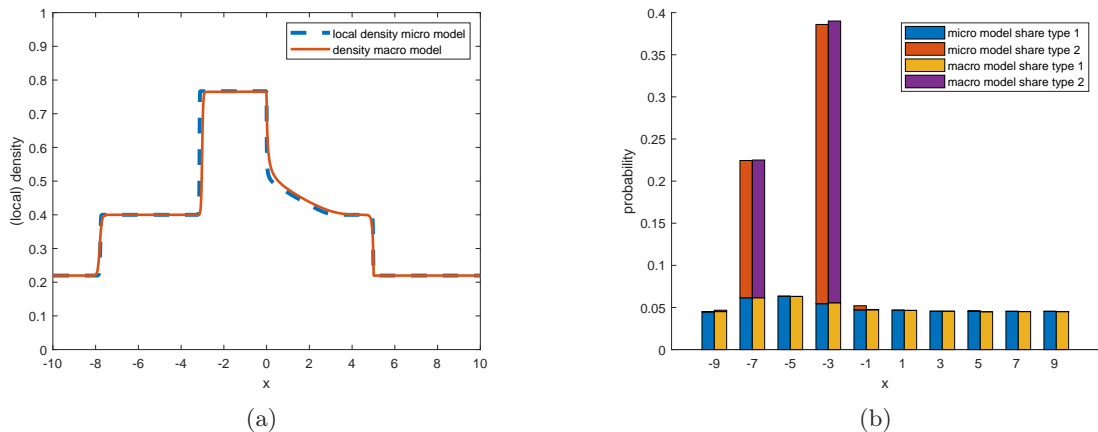 1
0.9
0.8
0.7
0.6
0.5
0.4
0.3
0.2
0.1
0
(local) density
local density micro model
density macro model
-10 -8 -6 -4 -2 0 2 4 6 8 10
x
(a)
0.4
0.35
0.3
0.25
0.2
0.15
0.1
0.05
0
probability
micro model share type 1
micro model share type 2
macro model share type 1
macro model share type 2
-9 -7 -5 -3 -1 1 3 5 7 9
x
(b)